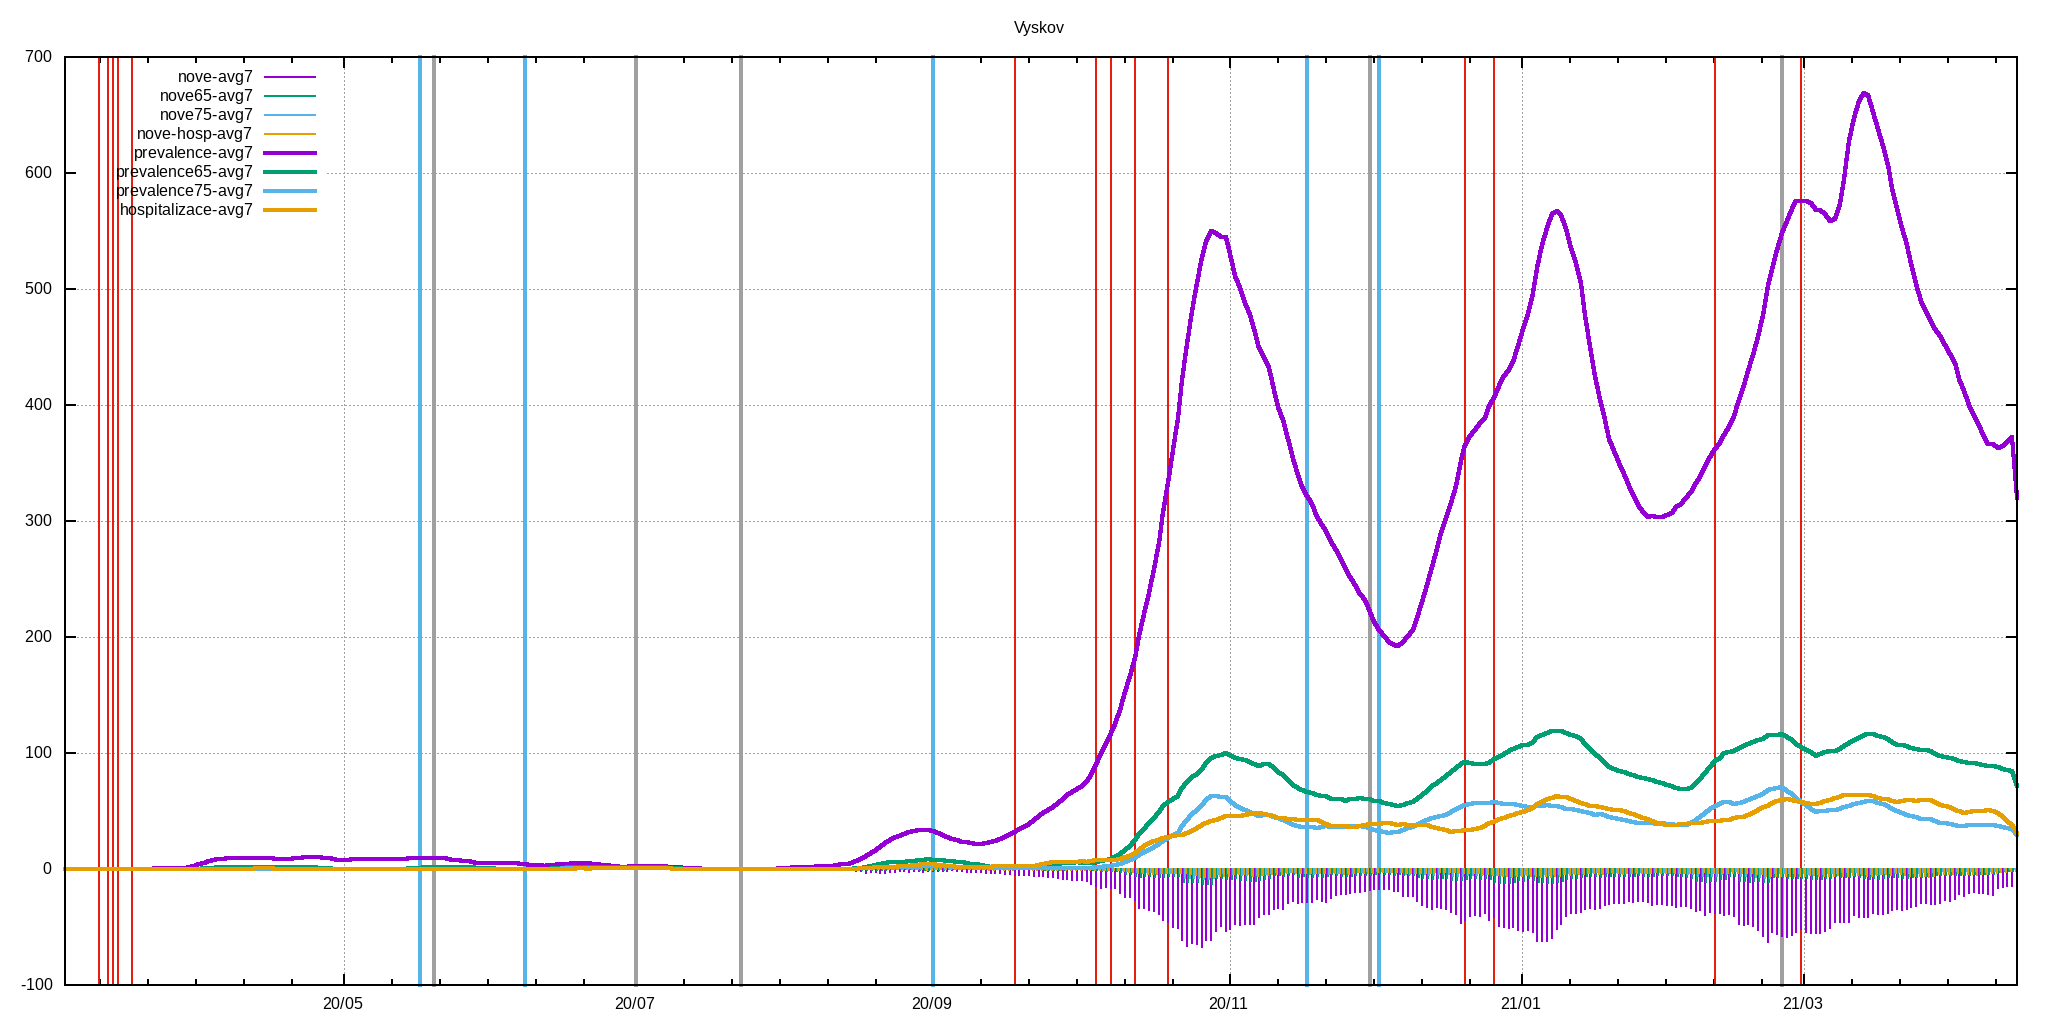 Vyskov
700
600
500
400
300
200
100
0
-100
nove-avg7
nove65-avg7
nove75-avg7
nove-hosp-avg7
prevalence-avg7
prevalence65-avg7
prevalence75-avg7
hospitalizace-avg7
20/05 20/07 20/09 20/11 21/01 21/03